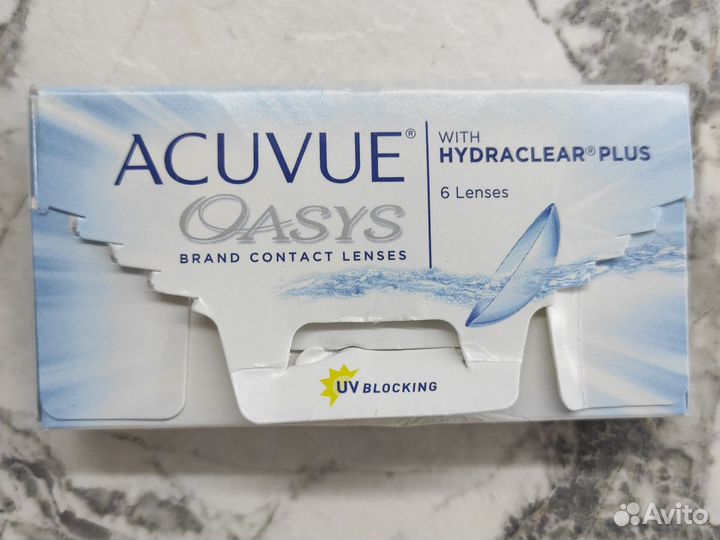 ACUVUE®
OASYS
BRAND CONTACT LENSES
WITH
HYDRACLEAR® PLUS
6 Lenses
UV BLOCKING
Avito